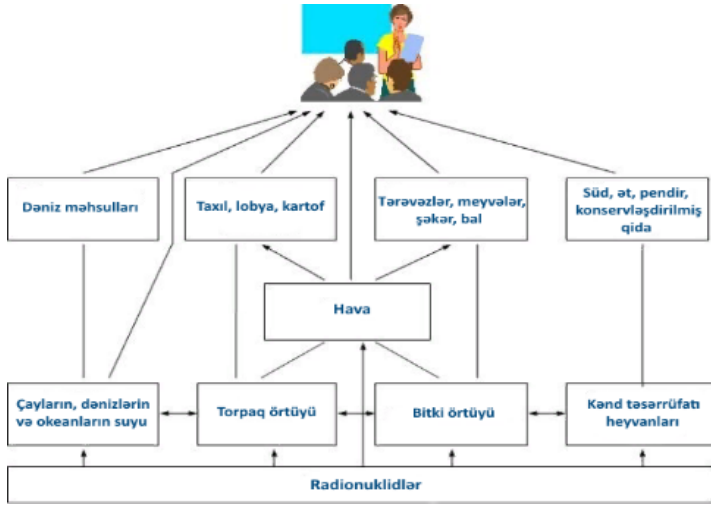 Dəniz məhsulları
Taxıl, lobya, kartof
Tərəvəzlər, meyvələr,
şəkər, bal
Süd, ət, pendir,
konservləşdirilmiş
qida
Hava
Çayların, dənizlərin
və okeanların suyu
Torpaq örtüyü
Bitki örtüyü
Kənd təsərrüfatı
heyvanları
Radionuklidlər